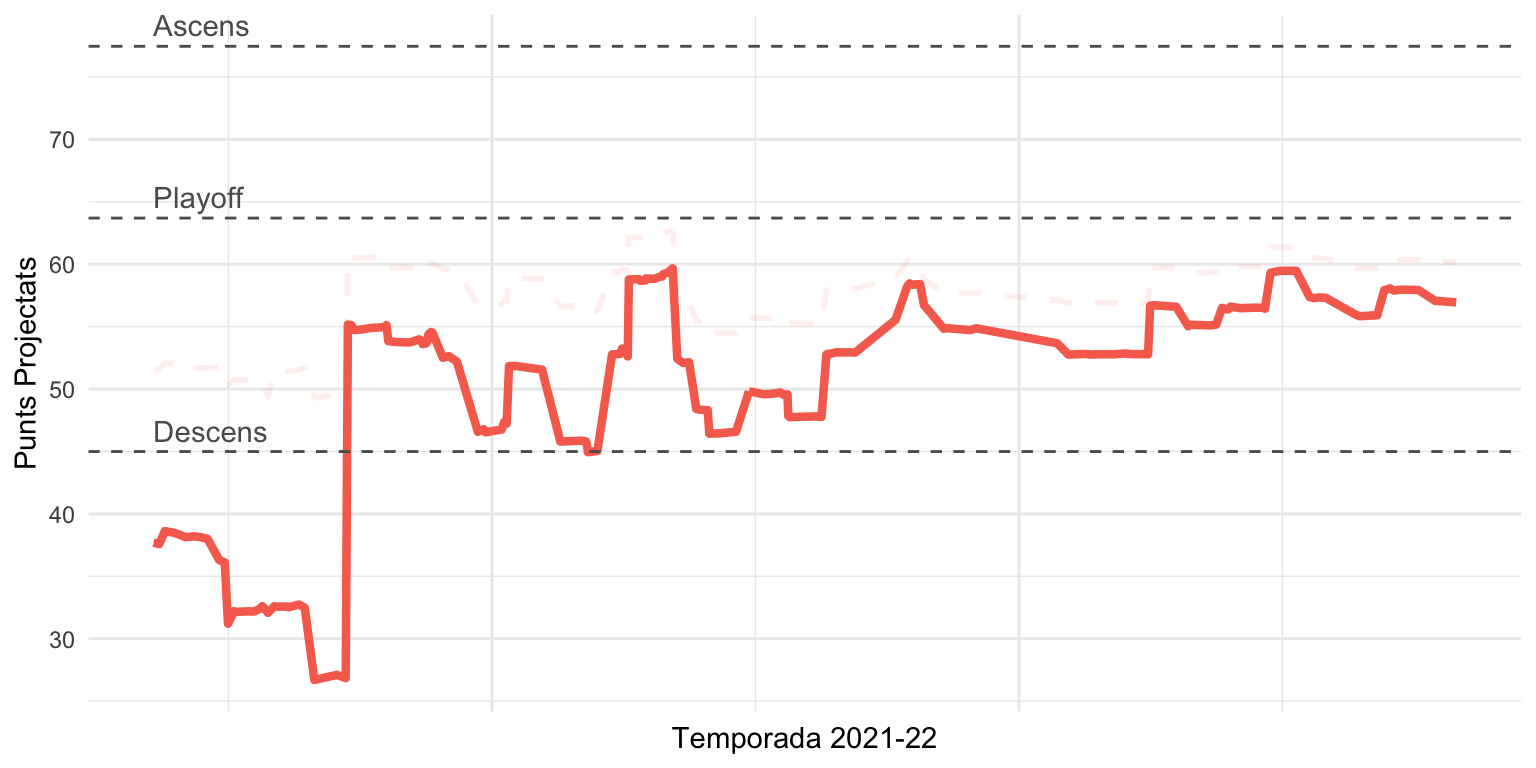 Ascens
70
Playoff
60
Punts Projectats
50
Descens
40
30
Temporada 2021-22